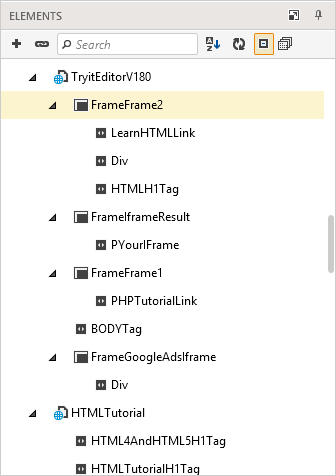 ELEMENTS
Search
TryitEditorV180
FrameFrame2
LearnHTMLLink
Div
HTMLH1Tag
FrameIframeResult
PYourIFrame
FrameFrame1
PHPTutorialLink
BODYTag
FrameGoogleAdsIframe
Div
HTMLTutorial
HTML4AndHTML5H1Tag
HTMLTutorialH1Tag